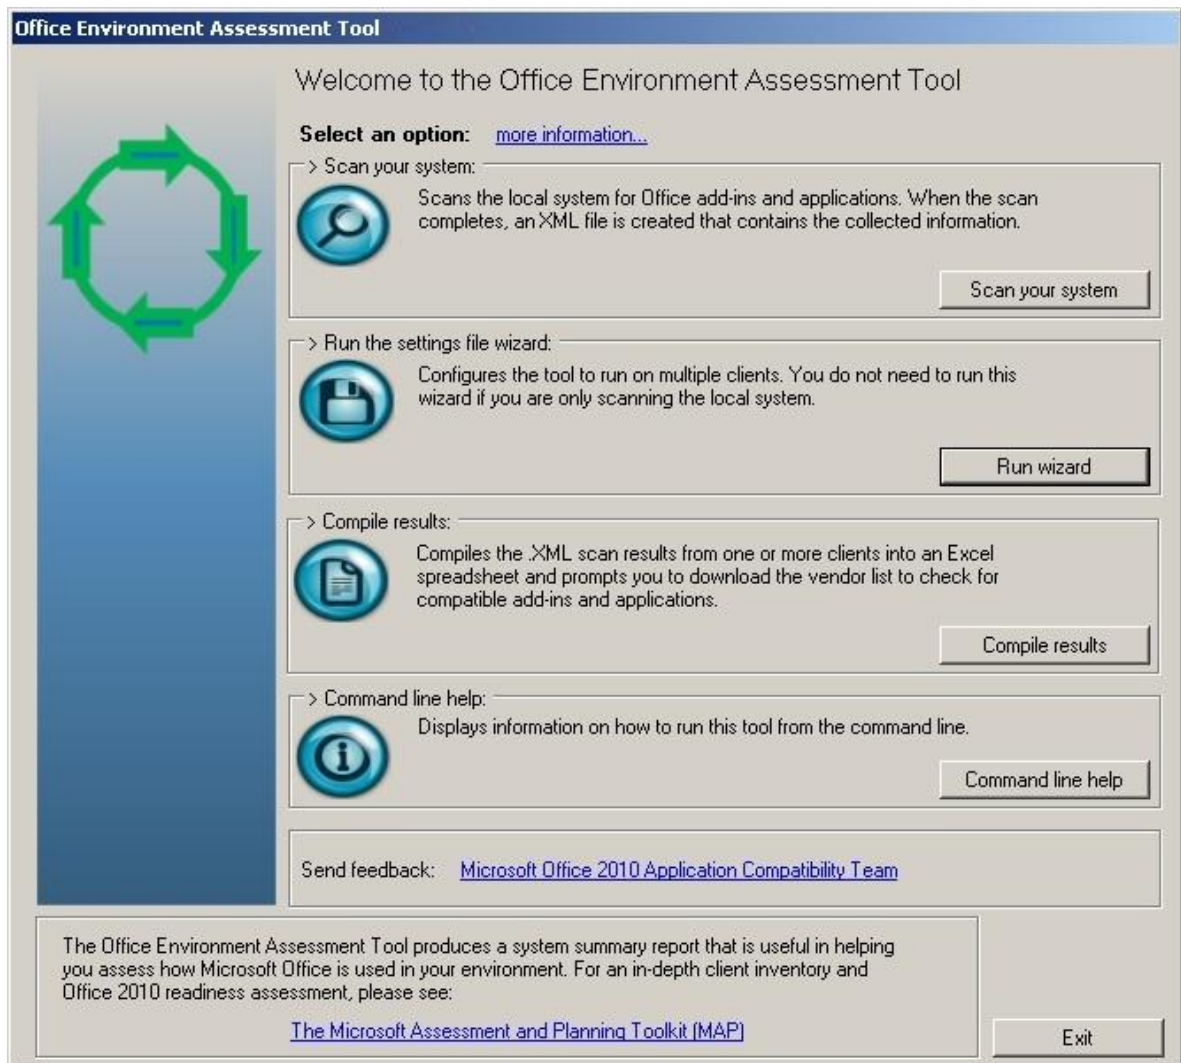 Office Environment Assessment Tool
Welcome to the Office Environment Assessment Tool
Select an option: more information...
> Scan your system:
Scans the local system for Office add-ins and applications. When the scan
completes, an XML file is created that contains the collected information.
Scan your system
> Run the settings file wizard:
Configures the tool to run on multiple clients. You do not need to run this
wizard if you are only scanning the local system.
Run wizard
> Compile results:
Compiles the .XML scan results from one or more clients into an Excel
spreadsheet and prompts you to download the vendor list to check for
compatible add-ins and applications.
Compile results
> Command line help:
Displays information on how to run this tool from the command line.
Command line help
Send feedback: Microsoft Office 2010 Application Compatibility Team
The Office Environment Assessment Tool produces a system summary report that is useful in helping
you assess how Microsoft Office is used in your environment. For an in-depth client inventory and
Office 2010 readiness assessment, please see:
The Microsoft Assessment and Planning Toolkit (MAP)
Exit